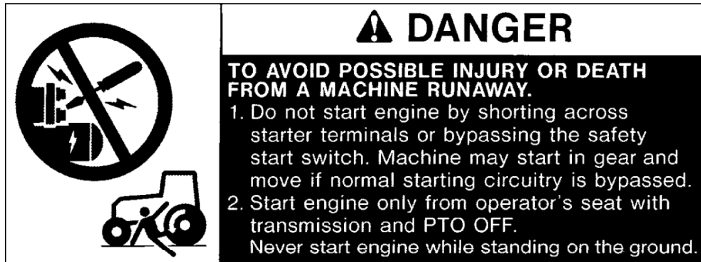 DANGER
TO AVOID POSSIBLE INJURY OR DEATH
FROM A MACHINE RUNAWAY.
1. Do not start engine by shorting across
starter terminals or bypassing the safety
start switch. Machine may start in gear and
move if normal starting circuitry is bypassed.
2. Start engine only from operator's seat with
transmission and PTO OFF.
Never start engine while standing on the ground.